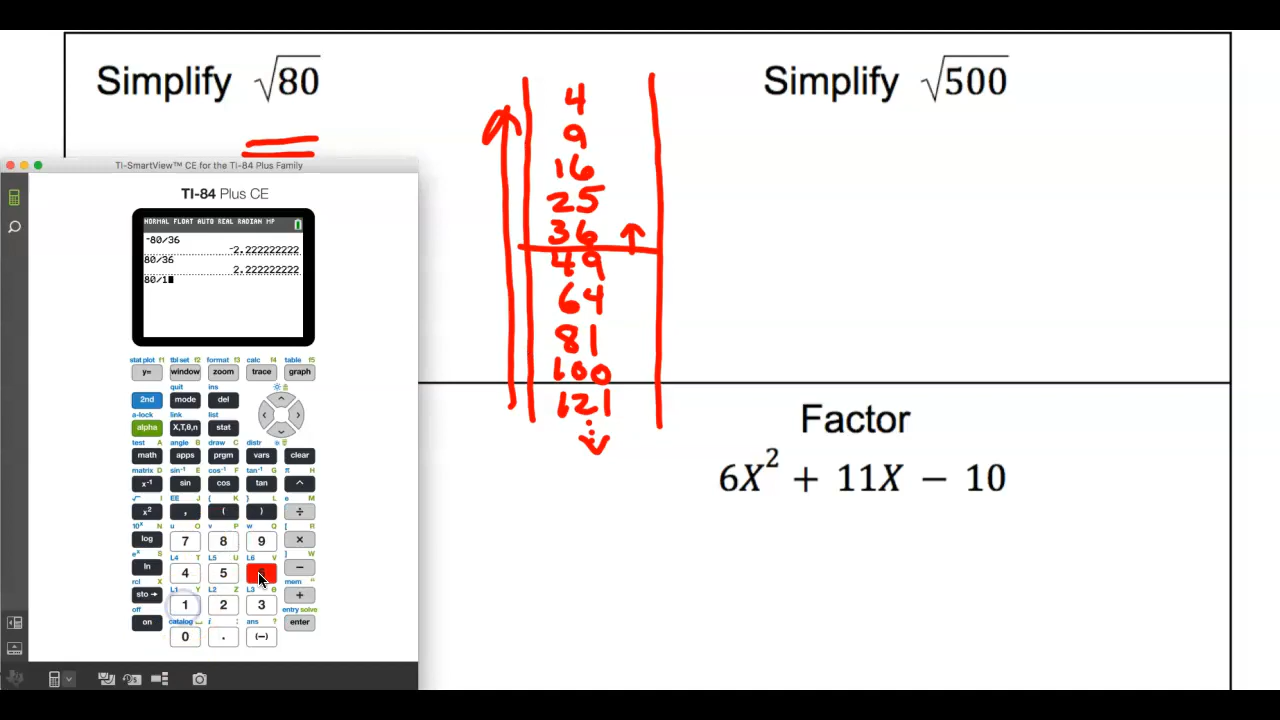 Simplify √80
Simplify √500
4
9
16
25
36
49
64
81
100
121
TI-SmartView™ CE for the TI-84 Plus Family
TI-84 Plus CE
NORMAL FLOAT AUTO REAL RADIAN MP
-80/36
-2.222222222
80/36
2.222222222
80/1
stat plot f1 tbl set f2 format f3 calc f4 table f5
y= window zoom trace graph
quit ins
2nd mode del
a-lock link list
alpha X,T,θ,n stat
test A angle B draw C distr
math apps prgm vars clear
matrix D sin⁻¹ E cos⁻¹ F tan⁻¹ G π H
x⁻¹ sin cos tan ^
√ I EE J { K } L e M
x² , ( ) ÷
10ˣ N u O v P w Q [ R
log 7 8 9 ×
eˣ S L4 T L5 U L6 V ] W
ln 4 5 −
rcl X L1 Y L2 Z L3 θ mem "
sto→ 1 2 3 +
off catalog i : ans ? entry solve
on 0 . (−) enter
Factor
6X² + 11X − 10